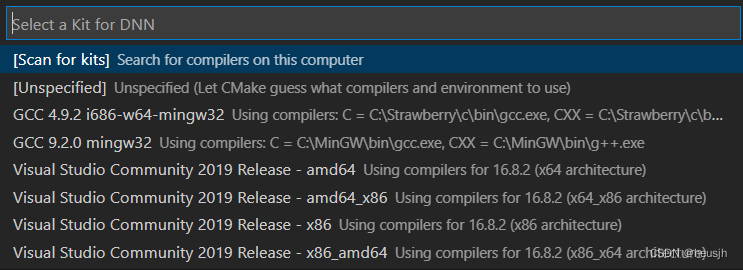 Select a Kit for DNN
[Scan for kits] Search for compilers on this computer
[Unspecified] Unspecified (Let CMake guess what compilers and environment to use)
GCC 4.9.2 i686-w64-mingw32 Using compilers: C = C:\Strawberry\c\bin\gcc.exe, CXX = C:\Strawberry\c\b...
GCC 9.2.0 mingw32 Using compilers: C = C:\MinGW\bin\gcc.exe, CXX = C:\MinGW\bin\g++.exe
Visual Studio Community 2019 Release - amd64 Using compilers for 16.8.2 (x64 architecture)
Visual Studio Community 2019 Release - amd64_x86 Using compilers for 16.8.2 (x64_x86 architecture)
Visual Studio Community 2019 Release - x86 Using compilers for 16.8.2 (x86 architecture)
Visual Studio Community 2019 Release - x86_amd64 Using compilers for 16.8.2 (x86_x64 architecture)